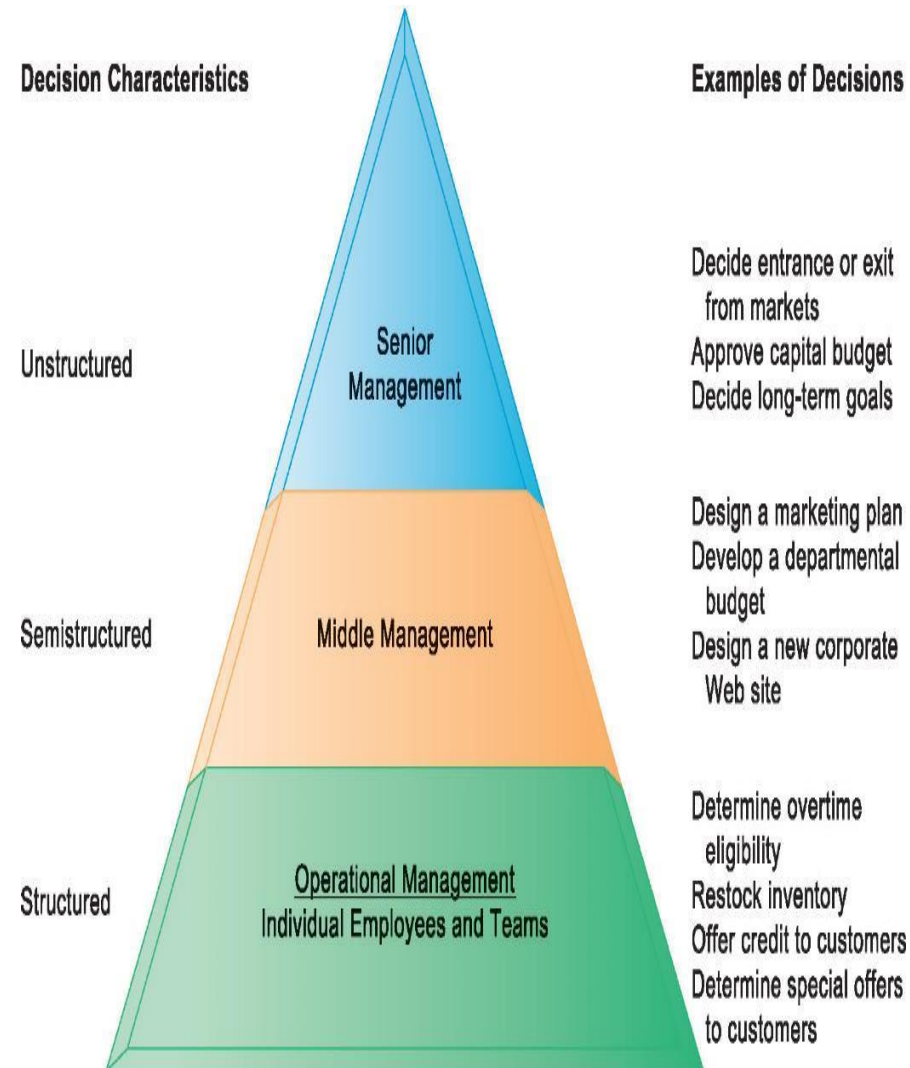 Decision Characteristics
Examples of Decisions
Unstructured
Senior
Management
Decide entrance or exit
from markets
Approve capital budget
Decide long-term goals
Semistructured
Middle Management
Design a marketing plan
Develop a departmental
budget
Design a new corporate
Web site
Structured
Operational Management
Individual Employees and Teams
Determine overtime
eligibility
Restock inventory
Offer credit to customers
Determine special offers
to customers